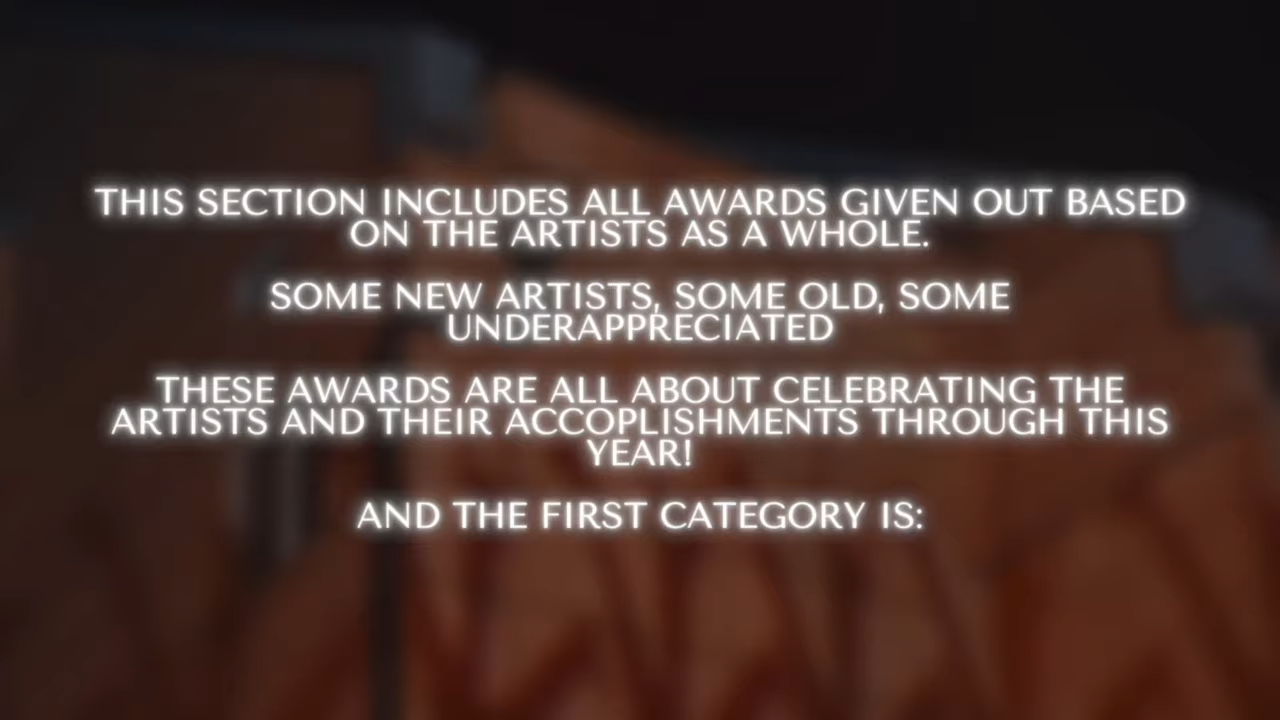 THIS SECTION INCLUDES ALL AWARDS GIVEN OUT BASED
ON THE ARTISTS AS A WHOLE.
SOME NEW ARTISTS, SOME OLD, SOME
UNDERAPPRECIATED
THESE AWARDS ARE ALL ABOUT CELEBRATING THE
ARTISTS AND THEIR ACCOPLISHMENTS THROUGH THIS
YEAR!
AND THE FIRST CATEGORY IS: